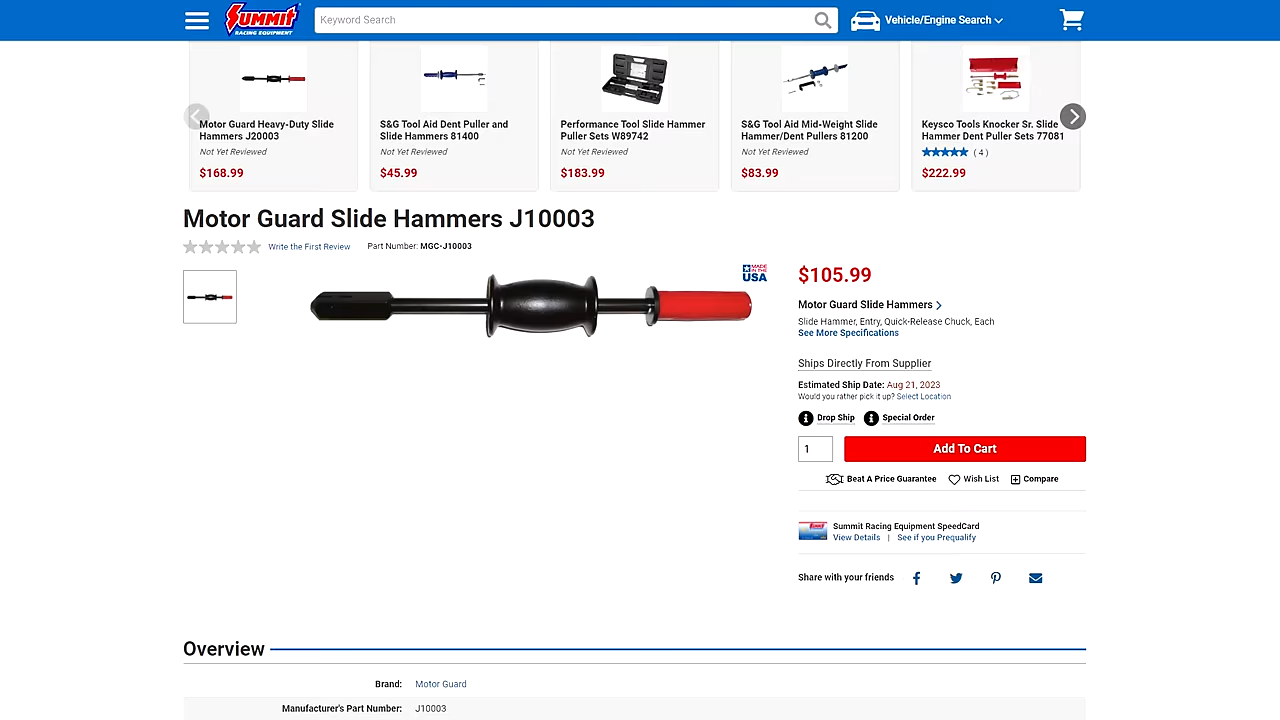 SUMMIT
RACING EQUIPMENT
Keyword Search
Vehicle/Engine Search
Motor Guard Heavy-Duty Slide
Hammers J20003
Not Yet Reviewed
$168.99
S&G Tool Aid Dent Puller and
Slide Hammers 81400
Not Yet Reviewed
$45.99
Performance Tool Slide Hammer
Puller Sets W89742
Not Yet Reviewed
$183.99
S&G Tool Aid Mid-Weight Slide
Hammer/Dent Pullers 81200
Not Yet Reviewed
$83.99
Keysco Tools Knocker Sr. Slide
Hammer Dent Puller Sets 77081
( 4 )
$222.99
Motor Guard Slide Hammers J10003
Write the First Review
Part Number: MGC-J10003
MADE
IN THE
USA
$105.99
Motor Guard Slide Hammers
Slide Hammer, Entry, Quick-Release Chuck, Each
See More Specifications
Ships Directly From Supplier
Estimated Ship Date: Aug 21, 2023
Would you rather pick it up? Select Location
Drop Ship
Special Order
1
Add To Cart
Beat A Price Guarantee
Wish List
Compare
Summit Racing Equipment SpeedCard
View Details | See if you Prequalify
Share with your friends
Overview
Brand: Motor Guard
Manufacturer's Part Number: J10003